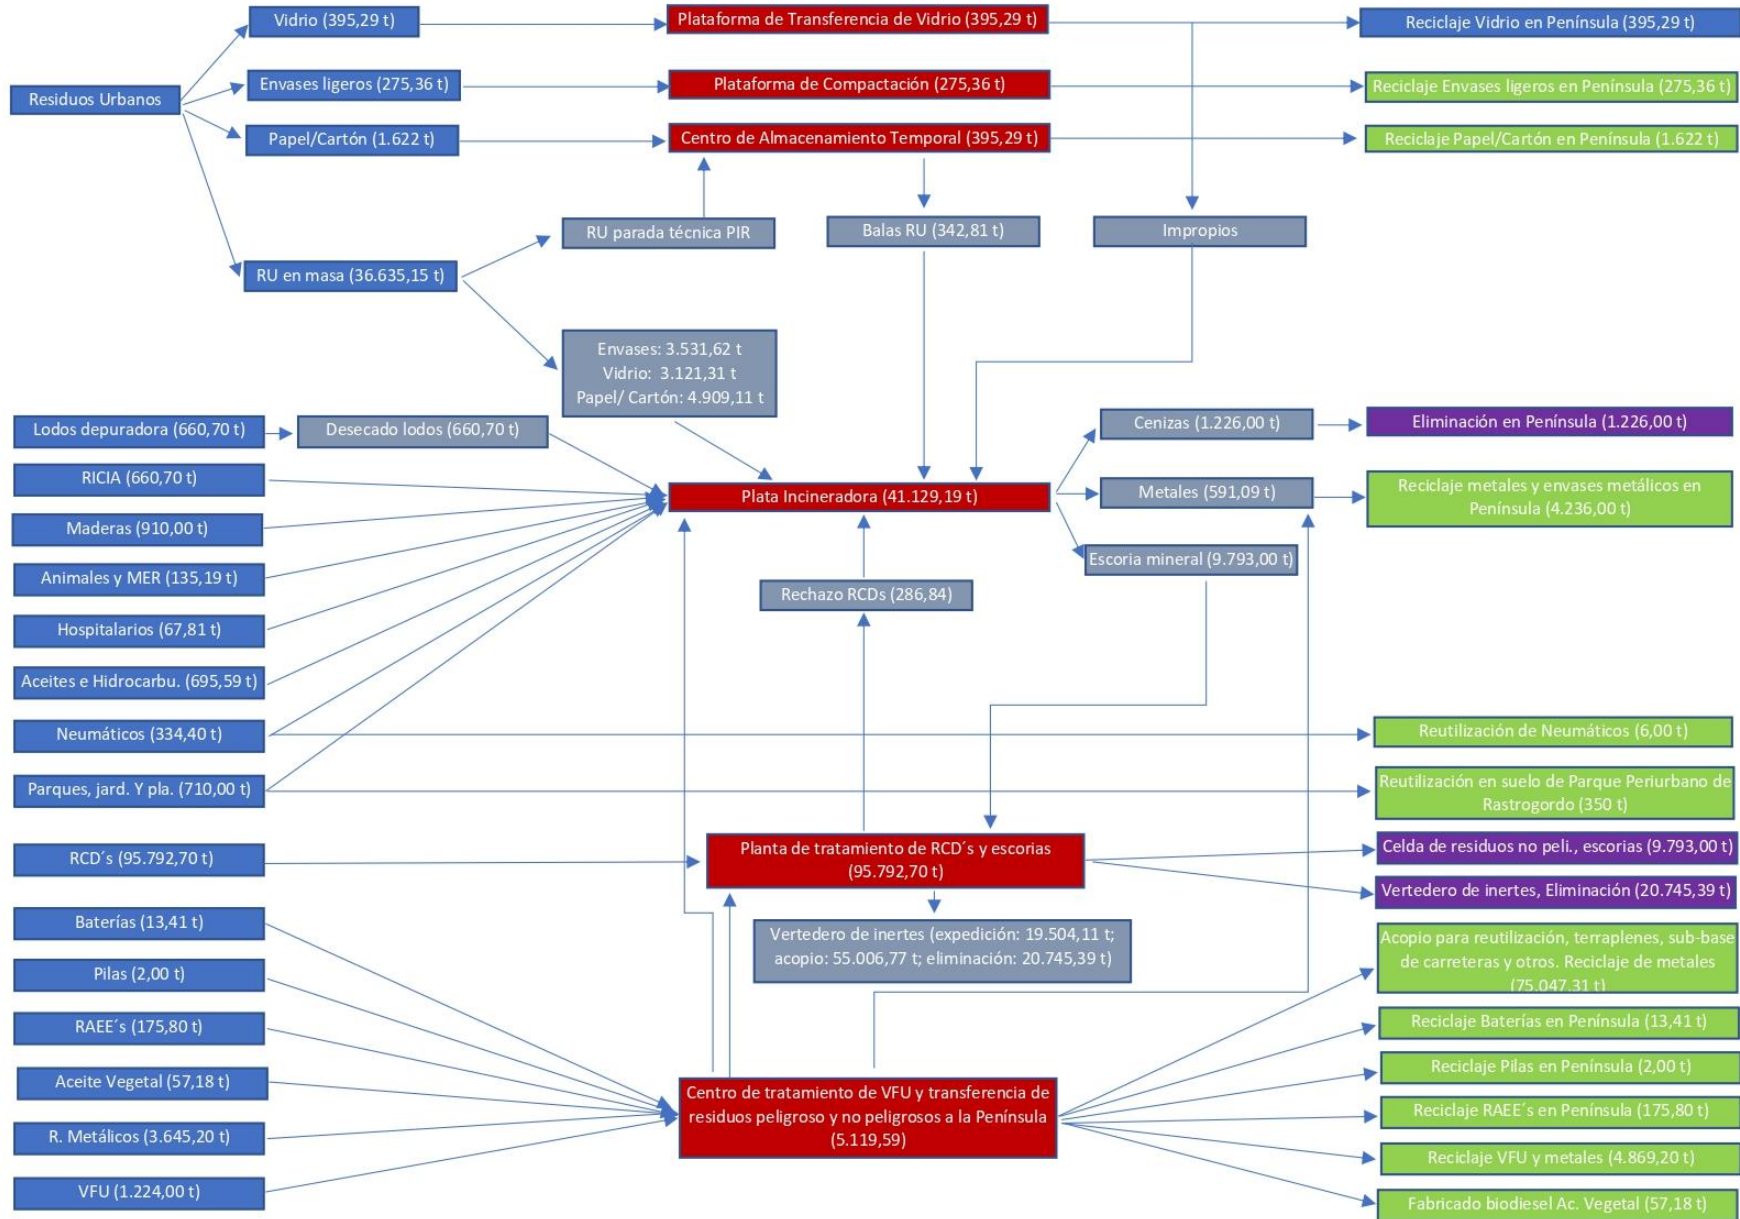 Vidrio (395,29 t)
Plataforma de Transferencia de Vidrio (395,29 t)
Reciclaje Vidrio en Península (395,29 t)
Residuos Urbanos
Envases ligeros (275,36 t)
Plataforma de Compactación (275,36 t)
Reciclaje Envases ligeros en Península (275,36 t)
Papel/Cartón (1.622 t)
Centro de Almacenamiento Temporal (395,29 t)
Reciclaje Papel/Cartón en Península (1.622 t)
RU parada técnica PIR
Balas RU (342,81 t)
Impropios
RU en masa (36.635,15 t)
Envases: 3.531,62 t
Vidrio: 3.121,31 t
Papel/ Cartón: 4.909,11 t
Lodos depuradora (660,70 t)
Desecado lodos (660,70 t)
Cenizas (1.226,00 t)
Eliminación en Península (1.226,00 t)
RICIA (660,70 t)
Plata Incineradora (41.129,19 t)
Metales (591,09 t)
Reciclaje metales y envases metálicos en
Península (4.236,00 t)
Maderas (910,00 t)
Escoria mineral (9.793,00 t)
Animales y MER (135,19 t)
Rechazo RCDs (286,84)
Hospitalarios (67,81 t)
Aceites e Hidrocarbu. (695,59 t)
Neumáticos (334,40 t)
Reutilización de Neumáticos (6,00 t)
Parques, jard. Y pla. (710,00 t)
Reutilización en suelo de Parque Periurbano de
Rastrogordo (350 t)
RCD´s (95.792,70 t)
Planta de tratamiento de RCD´s y escorias
(95.792,70 t)
Celda de residuos no peli., escorias (9.793,00 t)
Vertedero de inertes, Eliminación (20.745,39 t)
Baterías (13,41 t)
Vertedero de inertes (expedición: 19.504,11 t;
acopio: 55.006,77 t; eliminación: 20.745,39 t)
Acopio para reutilización, terraplenes, sub-base
de carreteras y otros. Reciclaje de metales
(75.047,31 t)
Pilas (2,00 t)
RAEE´s (175,80 t)
Reciclaje Baterías en Península (13,41 t)
Aceite Vegetal (57,18 t)
Reciclaje Pilas en Península (2,00 t)
Centro de tratamiento de VFU y transferencia de
residuos peligroso y no peligrosos a la Península
(5.119,59)
Reciclaje RAEE´s en Península (175,80 t)
R. Metálicos (3.645,20 t)
Reciclaje VFU y metales (4.869,20 t)
VFU (1.224,00 t)
Fabricado biodiesel Ac. Vegetal (57,18 t)